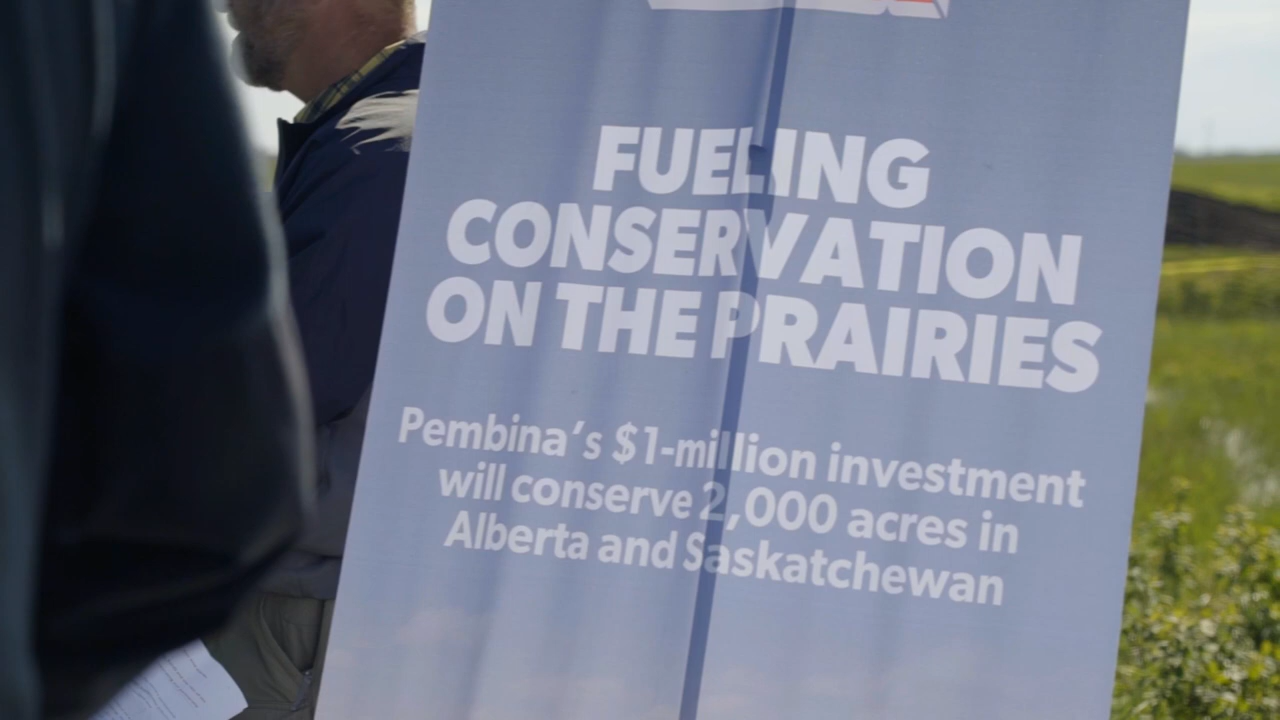 FUELING
CONSERVATION
ON THE PRAIRIES
Pembina's $1-million investment
will conserve 2,000 acres in
Alberta and Saskatchewan